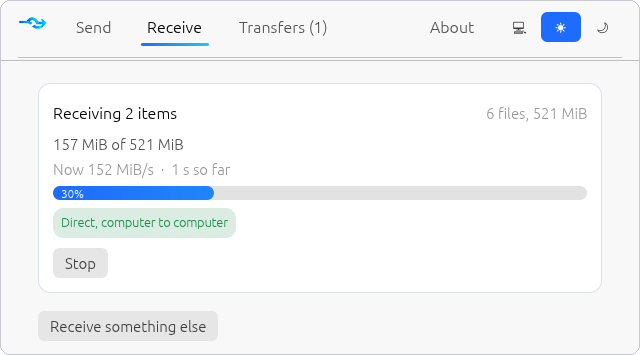 Send Receive Transfers (1) About
Receiving 2 items 6 files, 521 MiB
157 MiB of 521 MiB
Now 152 MiB/s · 1 s so far
30%
Direct, computer to computer
Stop
Receive something else